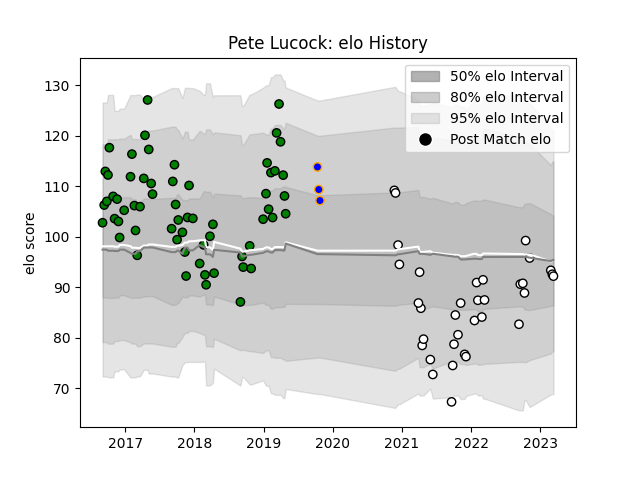 Pete Lucock: elo History
50% elo Interval
80% elo Interval
95% elo Interval
Post Match elo
elo score
130
120
110
100
90
80
70
2017 2018 2019 2020 2021 2022 2023